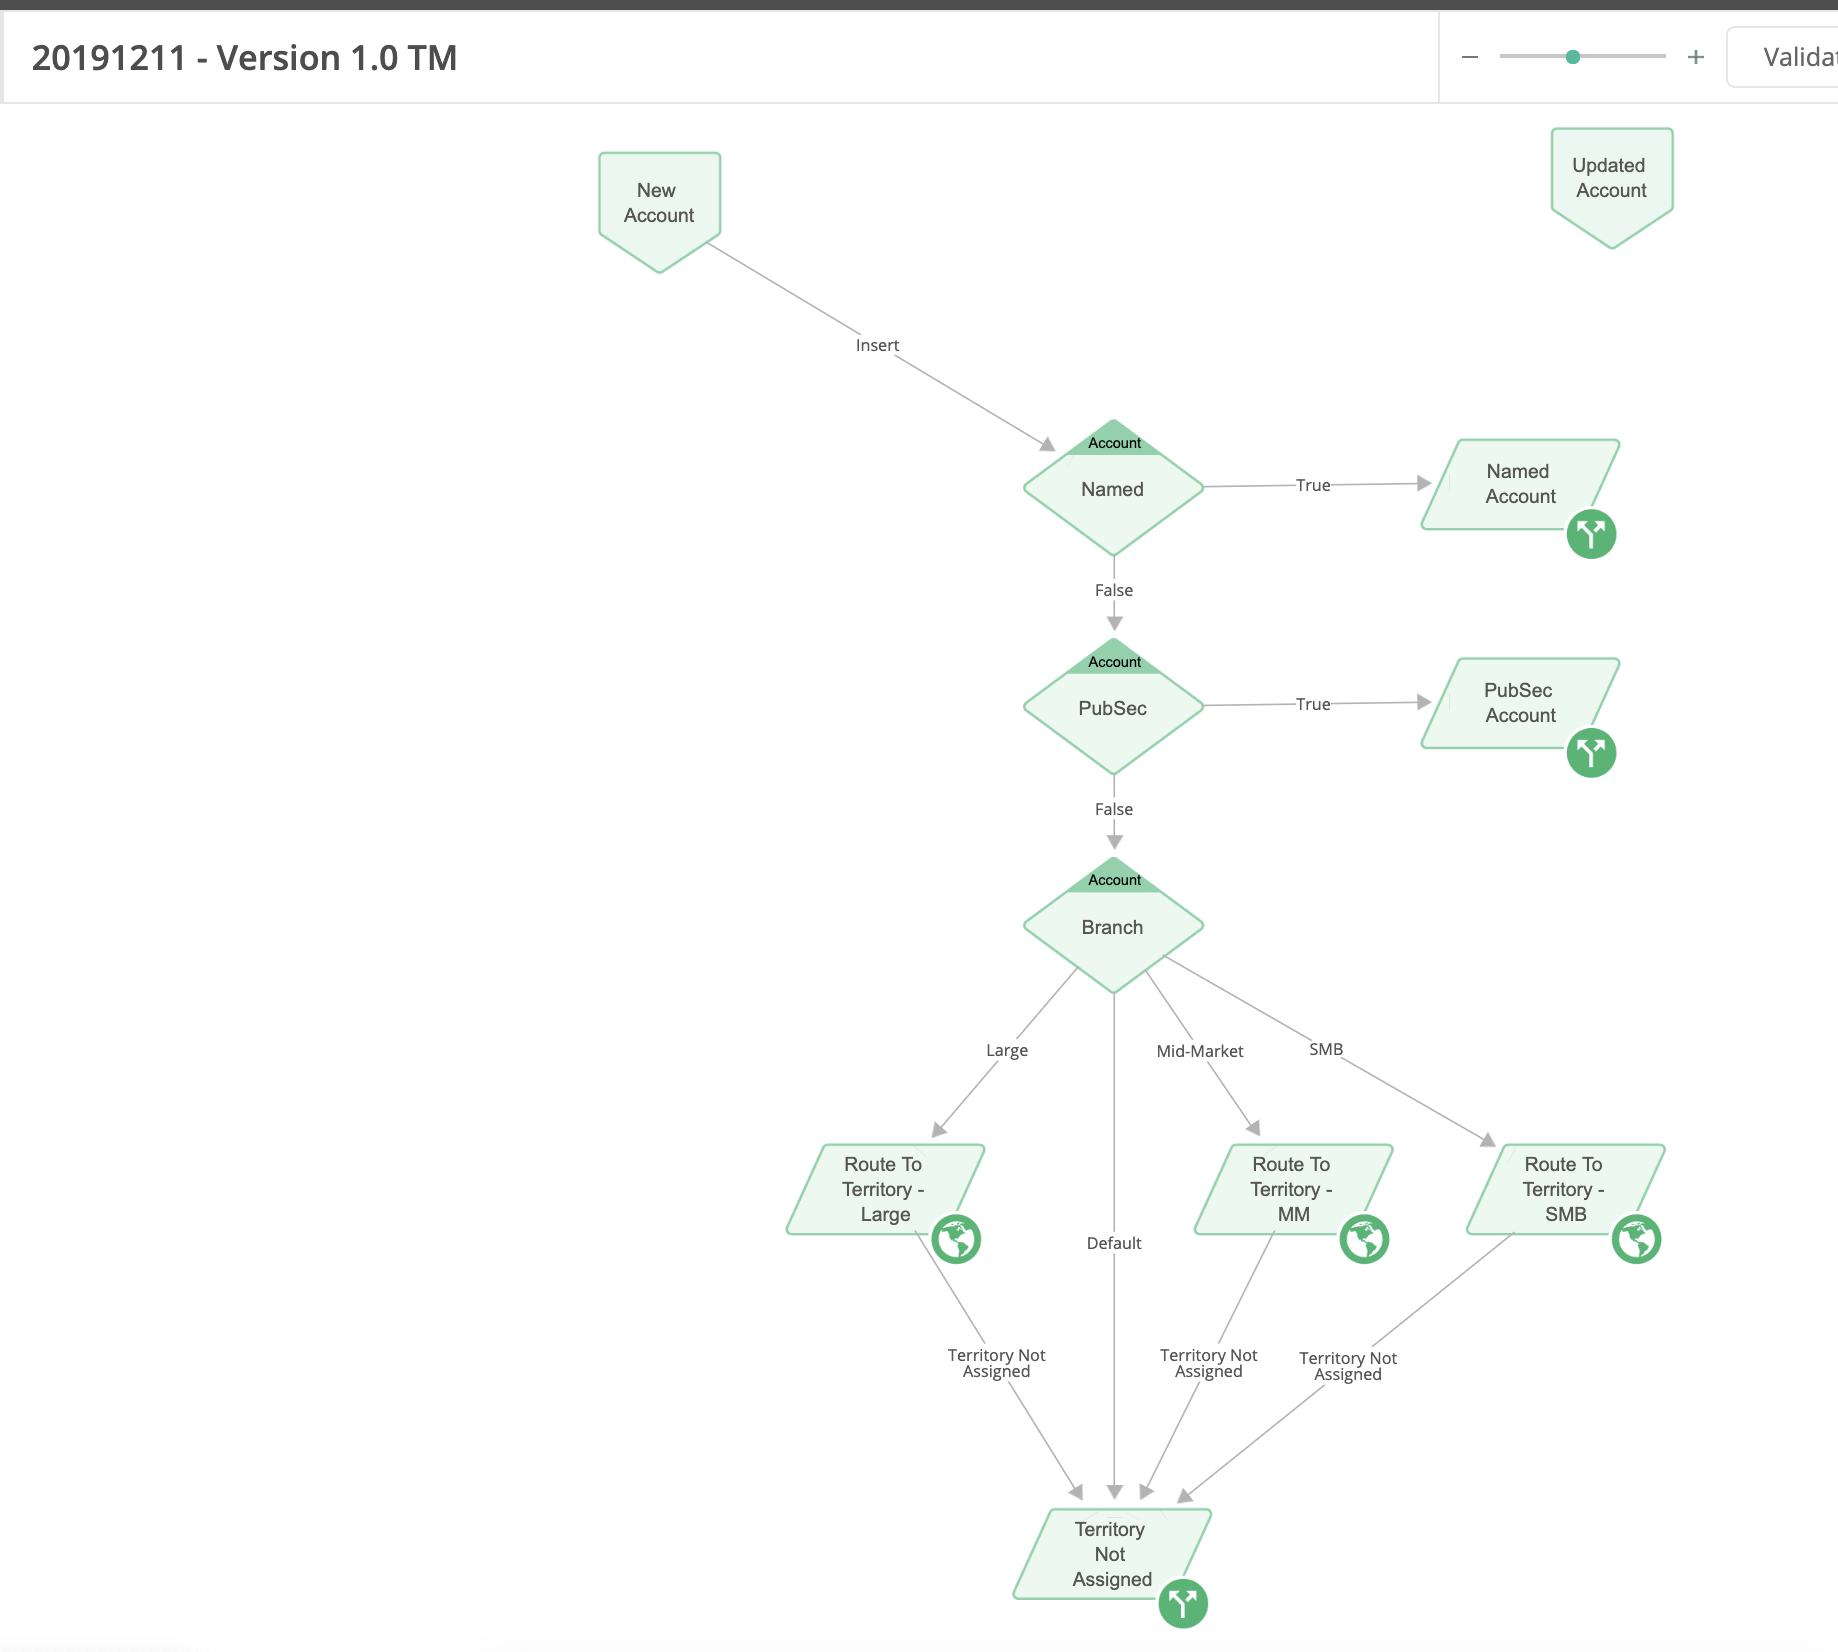 20191211 - Version 1.0 TM
Validat
New
Account
Updated
Account
Insert
Account
Named
True
Named
Account
False
Account
PubSec
True
PubSec
Account
False
Account
Branch
Large
Mid-Market
SMB
Route To
Territory -
Large
Route To
Territory -
MM
Route To
Territory -
SMB
Default
Territory Not
Assigned
Territory Not
Assigned
Territory Not
Assigned
Territory
Not
Assigned